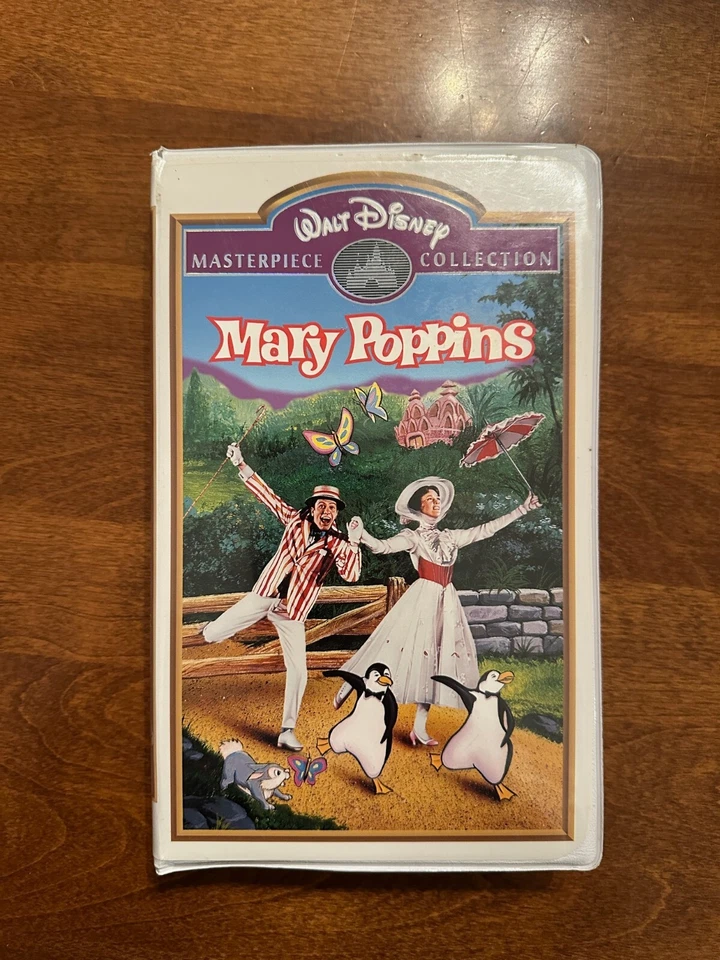 WALT DISNEY
MASTERPIECE COLLECTION
Mary Poppins